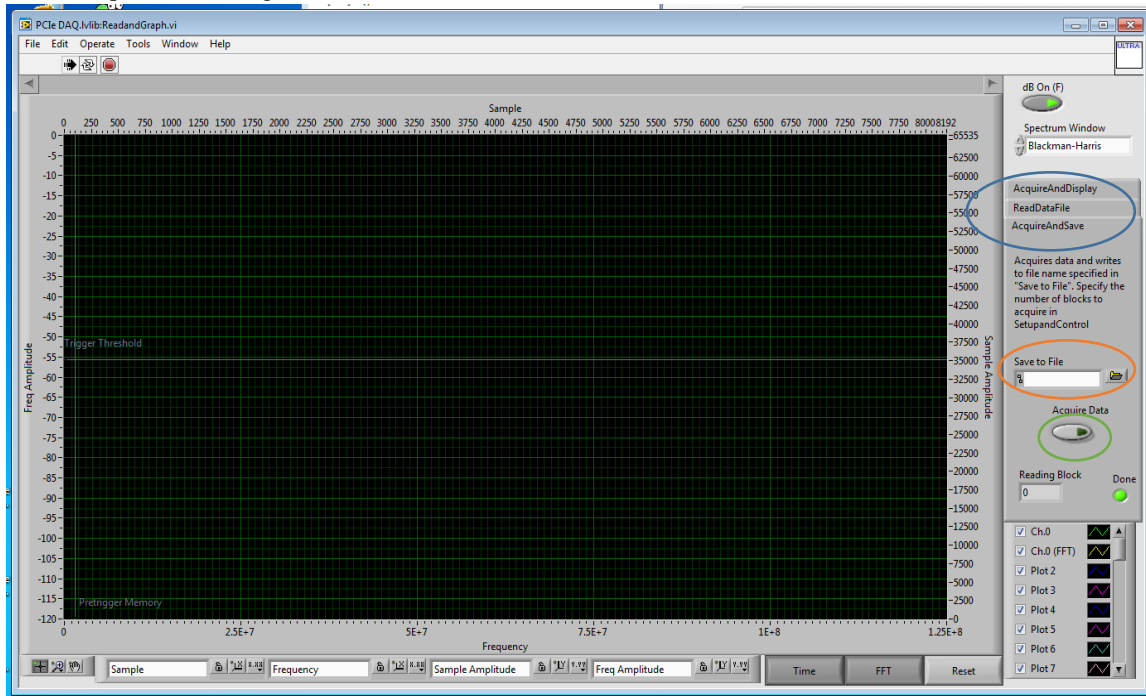 PCIe DAQ.lvlib:ReadandGraph.vi
File Edit Operate Tools Window Help
ULTRA
Sample
0 250 500 750 1000 1250 1500 1750 2000 2250 2500 2750 3000 3250 3500 3750 4000 4250 4500 4750 5000 5250 5500 5750 6000 6250 6500 6750 7000 7250 7500 7750 80008192
Freq Amplitude
0
-5
-10
-15
-20
-25
-30
-35
-40
-45
-50
-55
-60
-65
-70
-75
-80
-85
-90
-95
-100
-105
-110
-115
-120
Trigger Threshold
Pretrigger Memory
65535
62500
60000
57500
55000
52500
50000
47500
45000
42500
40000
37500
35000
32500
30000
27500
25000
22500
20000
17500
15000
12500
10000
7500
5000
2500
0
Sample Amplitude
0 2.5E+7 5E+7 7.5E+7 1E+8 1.25E+8
Frequency
Sample Frequency Sample Amplitude Freq Amplitude
Time FFT Reset
dB On (F)
Spectrum Window
Blackman-Harris
AcquireAndDisplay
ReadDataFile
AcquireAndSave
Acquires data and writes
to file name specified in
"Save to File". Specify the
number of blocks to
acquire in
SetupandControl
Save to File
Acquire Data
Reading Block Done
0
Ch.0
Ch.0 (FFT)
Plot 2
Plot 3
Plot 4
Plot 5
Plot 6
Plot 7